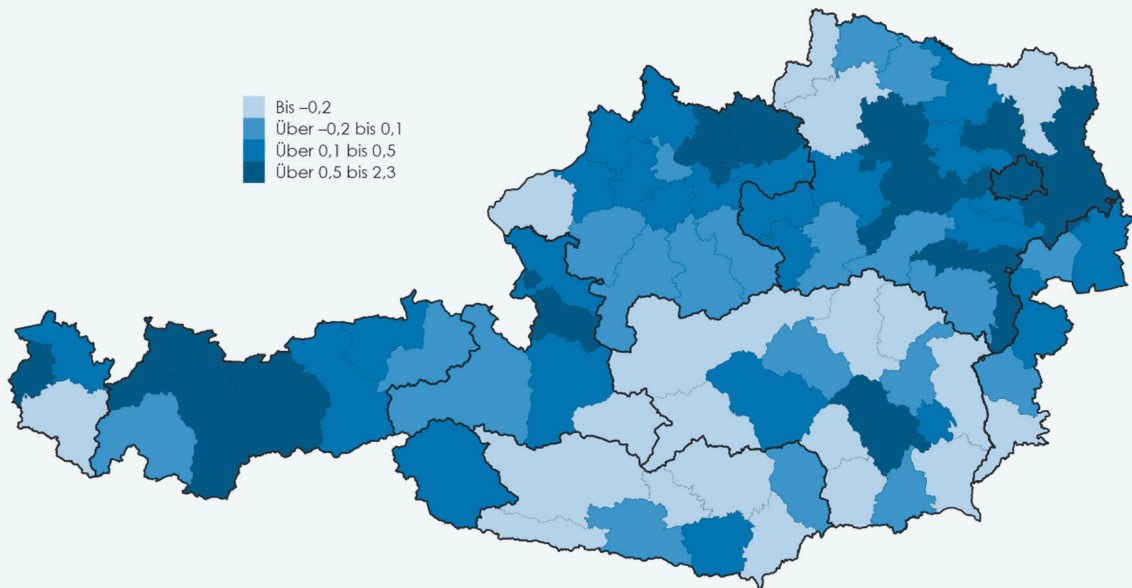 Bis –0,2
Über –0,2 bis 0,1
Über 0,1 bis 0,5
Über 0,5 bis 2,3